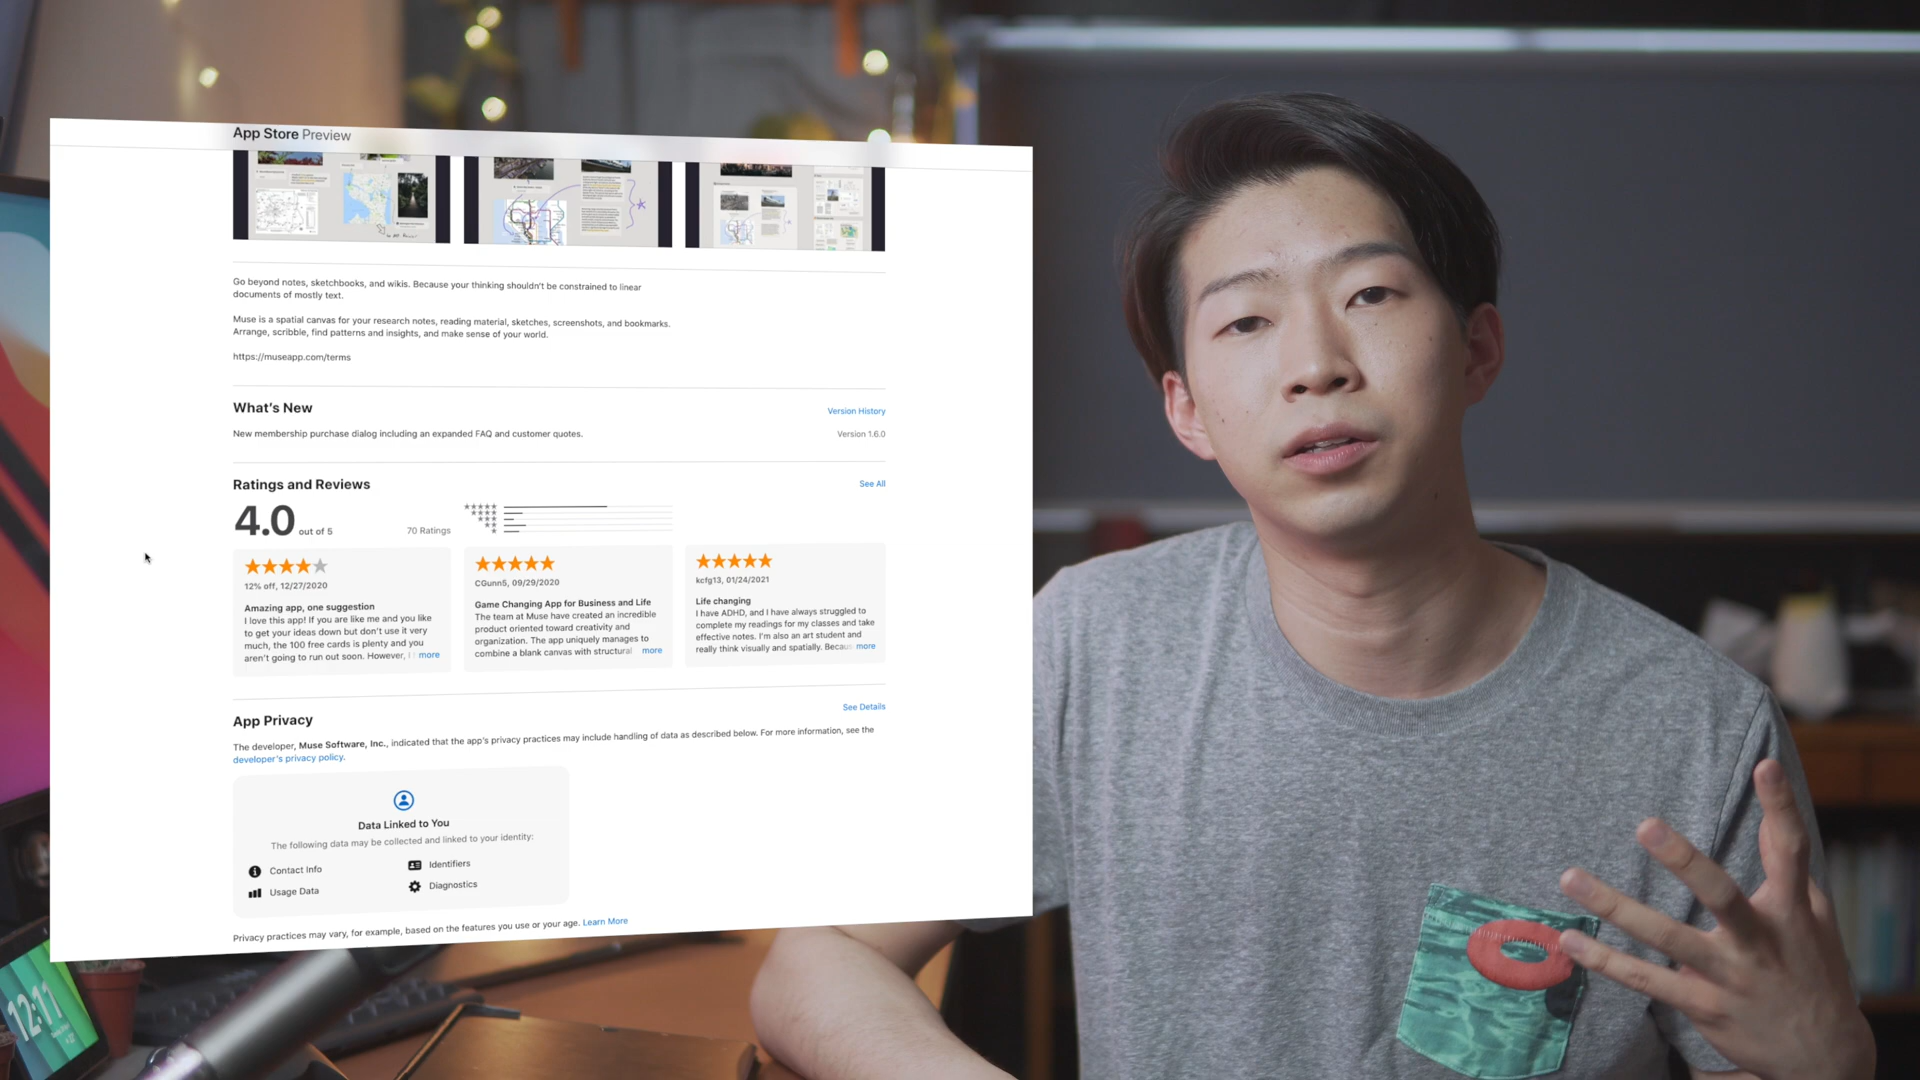 App Store Preview
Go beyond notes, sketchbooks, and wikis. Because your thinking shouldn't be constrained to linear
documents of mostly text.
Muse is a spatial canvas for your research notes, reading material, sketches, screenshots, and bookmarks.
Arrange, scribble, find patterns and insights, and make sense of your world.
https://museapp.com/terms
What's New
Version History
New membership purchase dialog including an expanded FAQ and customer quotes.
Version 1.6.0
Ratings and Reviews
See All
4.0 out of 5
70 Ratings
12% off, 12/27/2020
Amazing app, one suggestion
I love this app! If you are like me and you like
to get your ideas down but don't use it very
much, the 100 free cards is plenty and you
aren't going to run out soon. However, I
more
CGunn5, 09/29/2020
Game Changing App for Business and Life
The team at Muse have created an incredible
product oriented toward creativity and
organization. The app uniquely manages to
combine a blank canvas with structural
more
kcfg13, 01/24/2021
Life changing
I have ADHD, and I have always struggled to
complete my readings for my classes and take
effective notes. I'm also an art student and
really think visually and spatially. Becau
more
App Privacy
See Details
The developer, Muse Software, Inc., indicated that the app's privacy practices may include handling of data as described below. For more information, see the
developer's privacy policy.
Data Linked to You
The following data may be collected and linked to your identity:
Contact Info
Identifiers
Usage Data
Diagnostics
Privacy practices may vary, for example, based on the features you use or your age. Learn More
12:11